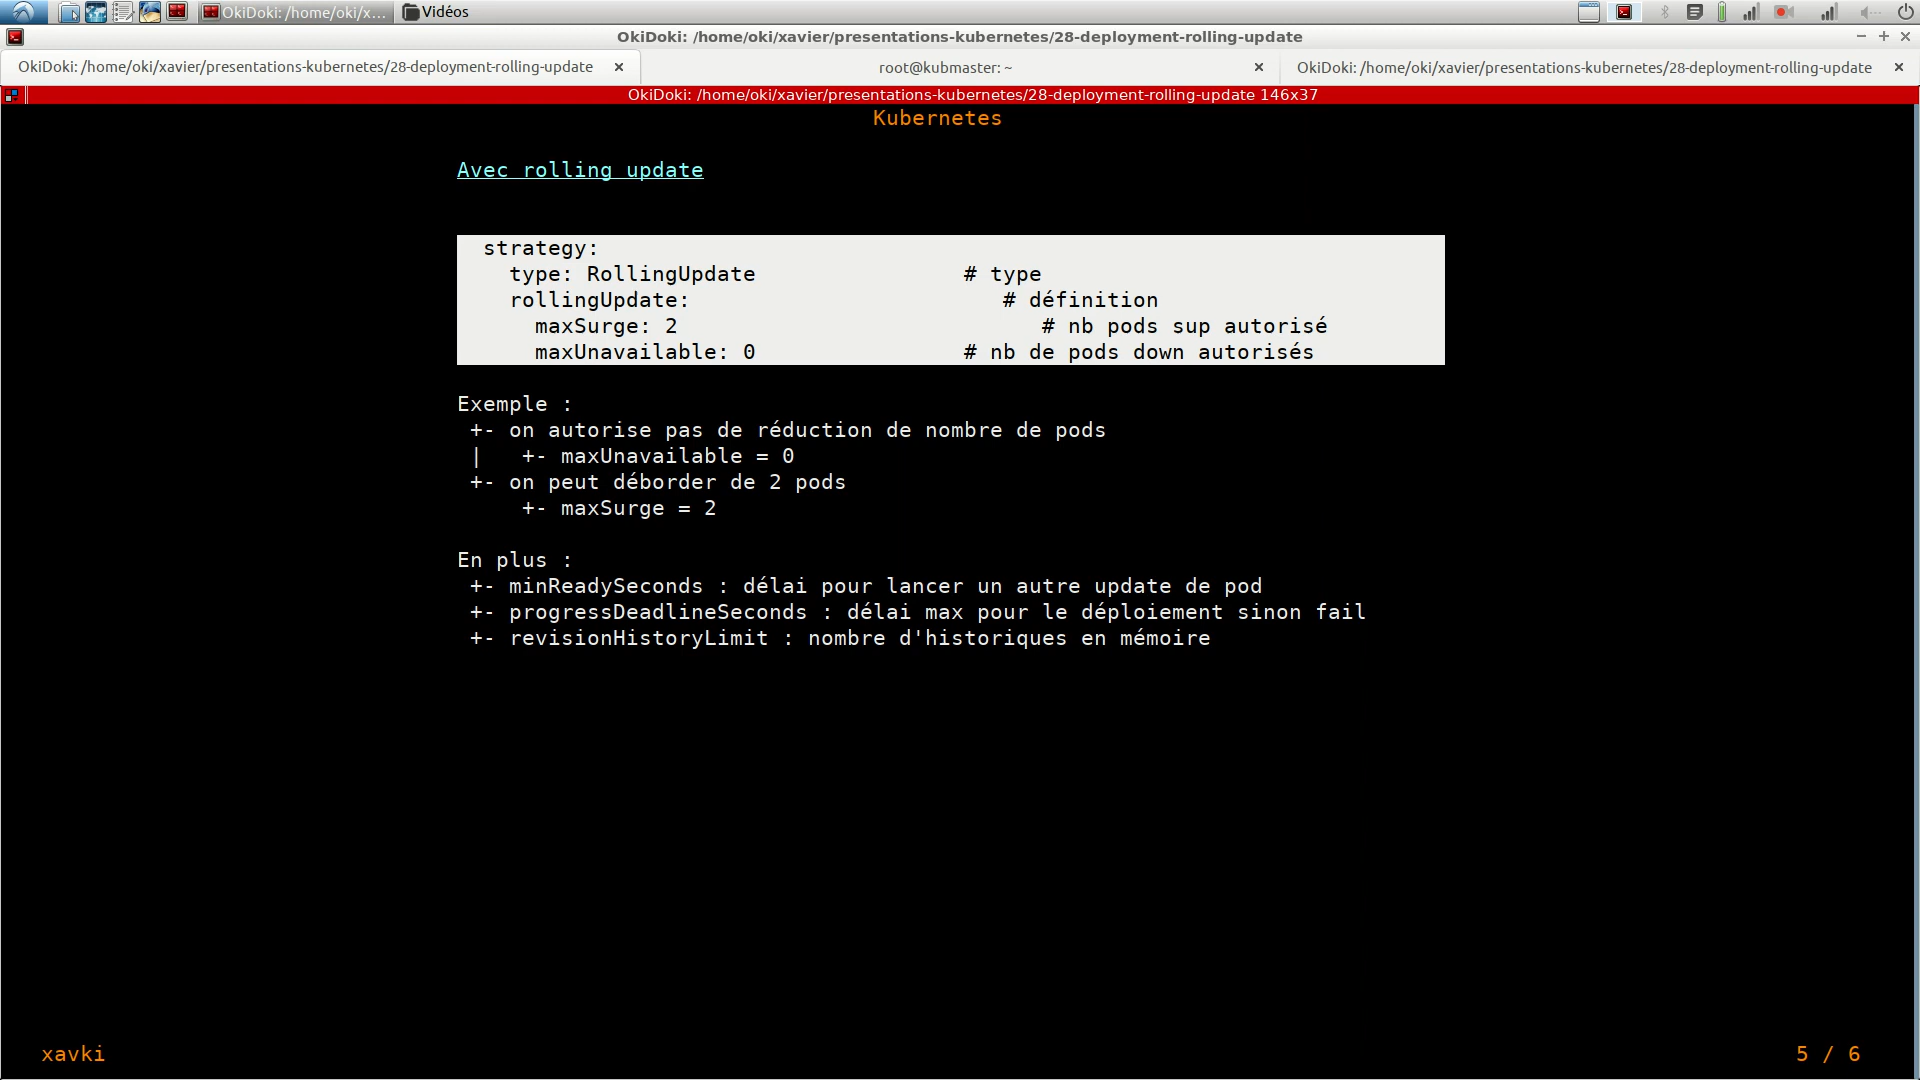 OkiDoki: /home/oki/x...
Vidéos
OkiDoki: /home/oki/xavier/presentations-kubernetes/28-deployment-rolling-update
OkiDoki: /home/oki/xavier/presentations-kubernetes/28-deployment-rolling-update
root@kubmaster: ~
OkiDoki: /home/oki/xavier/presentations-kubernetes/28-deployment-rolling-update
OkiDoki: /home/oki/xavier/presentations-kubernetes/28-deployment-rolling-update 146x37
Kubernetes
Avec rolling update
strategy:
type: RollingUpdate # type
rollingUpdate: # définition
maxSurge: 2 # nb pods sup autorisé
maxUnavailable: 0 # nb de pods down autorisés
Exemple :
+- on autorise pas de réduction de nombre de pods
| +- maxUnavailable = 0
+- on peut déborder de 2 pods
+- maxSurge = 2
En plus :
+- minReadySeconds : délai pour lancer un autre update de pod
+- progressDeadlineSeconds : délai max pour le déploiement sinon fail
+- revisionHistoryLimit : nombre d'historiques en mémoire
xavki
5 / 6